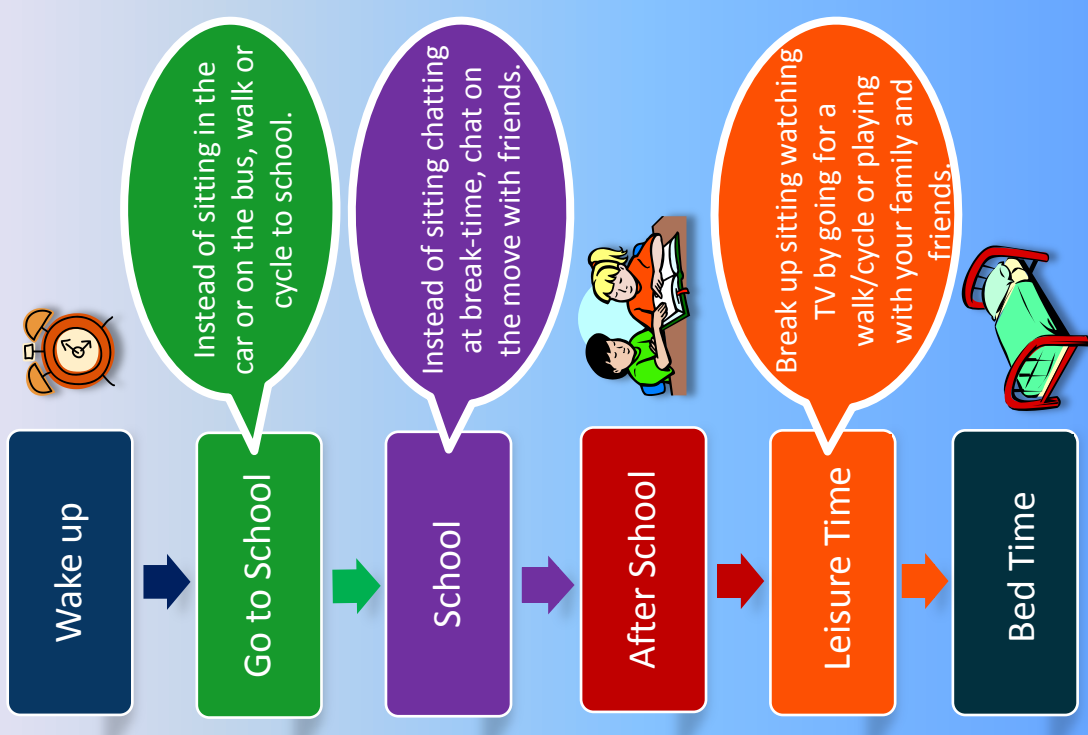 Wake up
Go to School
Instead of sitting in the
car or on the bus, walk or
cycle to school.
School
Instead of sitting chatting
at break-time, chat on
the move with friends.
After School
Leisure Time
Break up sitting watching
TV by going for a
walk/cycle or playing
with your family and
friends.
Bed Time